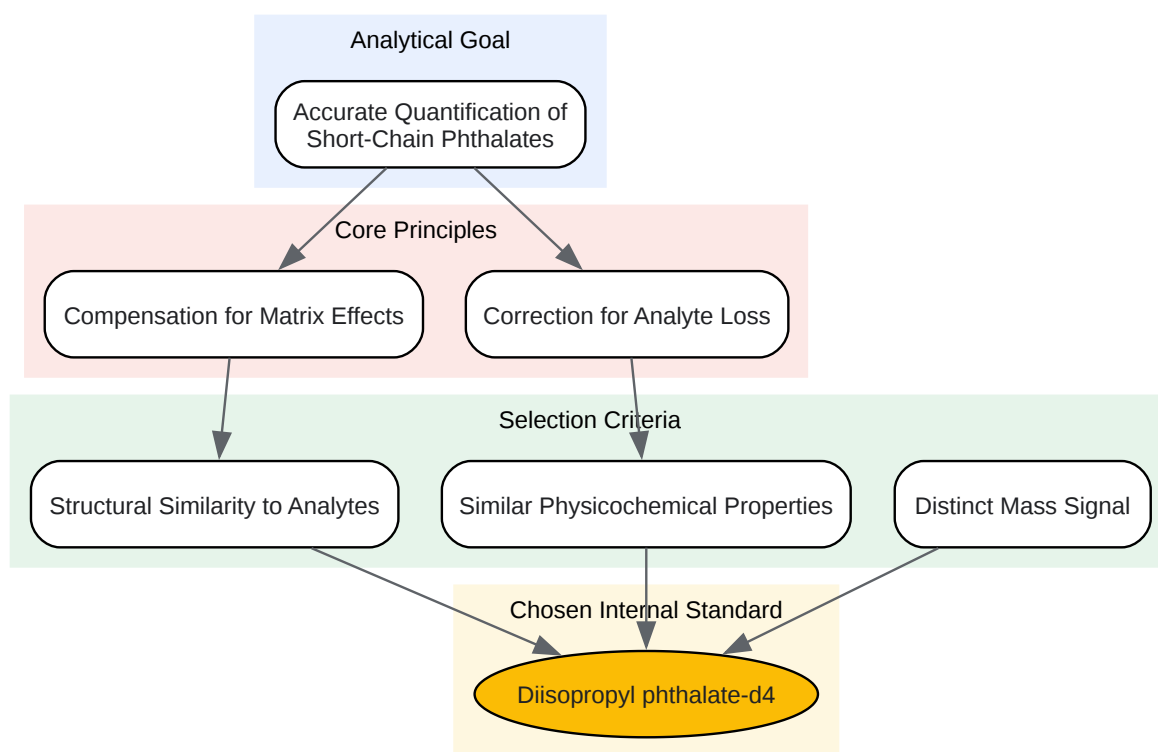 Analytical Goal
Accurate Quantification of
Short-Chain Phthalates
Core Principles
Compensation for Matrix Effects
Correction for Analyte Loss
Selection Criteria
Structural Similarity to Analytes
Similar Physicochemical Properties
Distinct Mass Signal
Chosen Internal Standard
Diisopropyl phthalate-d4